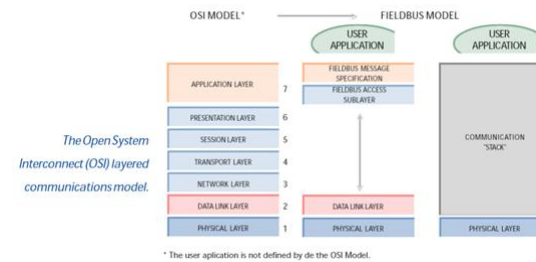 OSI MODEL*
FIELDBUS MODEL
USER
APPLICATION
USER
APPLICATION
FIELDBUS MESSAGE
SPECIFICATION
FIELDBUS ACCESS
SUBLAYER
APPLICATION LAYER
7
PRESENTATION LAYER
6
SESSION LAYER
5
TRANSPORT LAYER
4
NETWORK LAYER
3
DATA LINK LAYER
2
DATA LINK LAYER
PHYSICAL LAYER
1
PHYSICAL LAYER
COMMUNICATION
"STACK"
PHYSICAL LAYER
The Open System
Interconnect (OSI) layered
communications model.
* The user aplication is not defined by de the OSI Model.